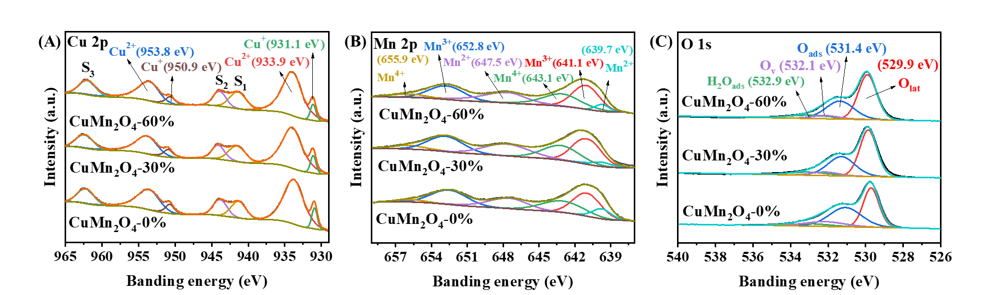 (A) Cu 2p
Cu⁺(931.1 eV)
Cu²⁺(953.8 eV)
Cu⁺(950.9 eV)
Cu²⁺(933.9 eV)
S₃
S₂
S₁
CuMn₂O₄-60%
CuMn₂O₄-30%
CuMn₂O₄-0%
Intensity (a.u.)
965 960 955 950 945 940 935 930
Banding energy (eV)
(B) Mn 2p
Mn³⁺(652.8 eV)
(639.7 eV)
(655.9 eV)
Mn²⁺(647.5 eV)
Mn³⁺(641.1 eV)
Mn²⁺
Mn⁴⁺
Mn⁴⁺(643.1 eV)
CuMn₂O₄-60%
CuMn₂O₄-30%
CuMn₂O₄-0%
Intensity (a.u.)
657 654 651 648 645 642 639
Banding energy (eV)
(C) O 1s
Oads (531.4 eV)
Ov (532.1 eV)
(529.9 eV)
H₂Oads (532.9 eV)
Olat
CuMn₂O₄-60%
CuMn₂O₄-30%
CuMn₂O₄-0%
Intensity (a.u.)
540 538 536 534 532 530 528 526
Banding energy (eV)